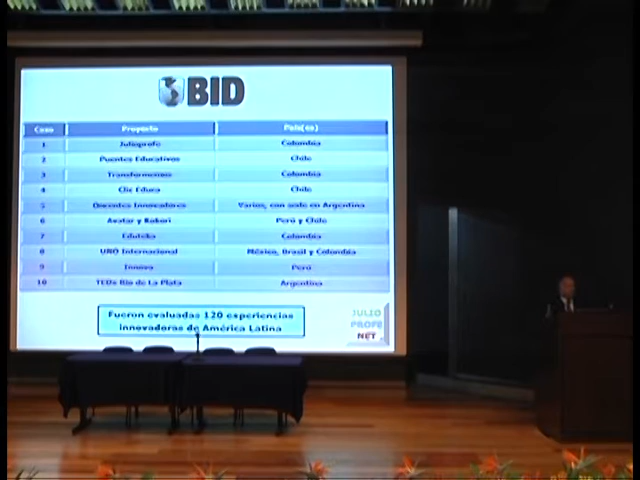 BID
Caso Proyecto País(es)
1 Julioprofe Colombia
2 Puentes Educativos Chile
3 Transformemos Colombia
4 Clic Educa Chile
5 Docentes Innovadores Varios, con sede en Argentina
6 Avatar y Kokori Perú y Chile
7 Eduteka Colombia
8 UNO Internacional México, Brasil y Colombia
9 Innova Perú
10 TEDx Río de La Plata Argentina
Fueron evaluadas 120 experiencias
innovadoras de América Latina
JULIO
PROFE
NET